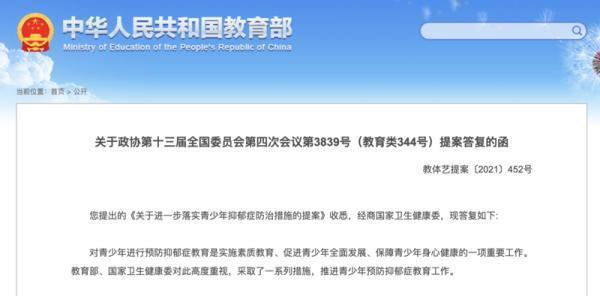 中华人民共和国教育部
Ministry of Education of the People's Republic of China
当前位置：首页 > 公开
关于政协第十三届全国委员会第四次会议第3839号（教育类344号）提案答复的函
教体艺提案〔2021〕452号
您提出的《关于进一步落实青少年抑郁症防治措施的提案》收悉，经商国家卫生健康委，现答复如下：
对青少年进行预防抑郁症教育是实施素质教育、促进青少年全面发展、保障青少年身心健康的一项重要工作。
教育部、国家卫生健康委对此高度重视，采取了一系列措施，推进青少年预防抑郁症教育工作。